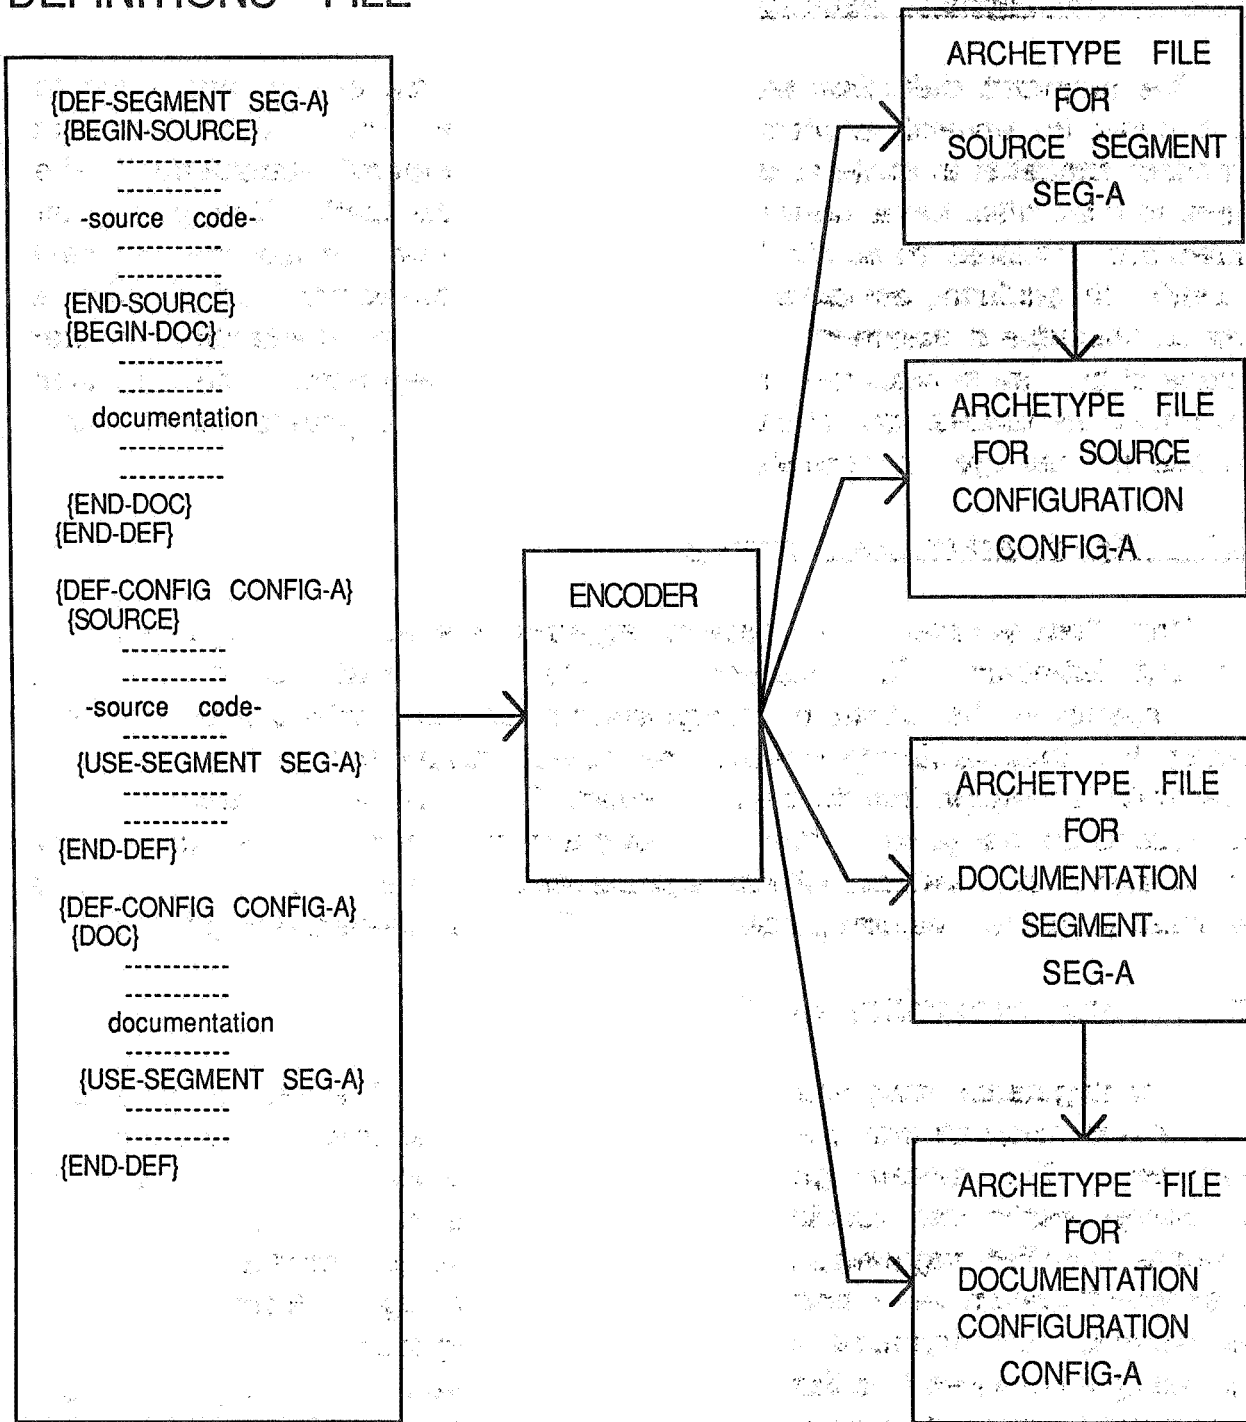 DEFINITIONS FILE
{DEF-SEGMENT SEG-A}
{BEGIN-SOURCE}
-----------
-----------
-source code-
-----------
-----------
{END-SOURCE}
{BEGIN-DOC}
-----------
-----------
documentation
-----------
-----------
{END-DOC}
{END-DEF}
{DEF-CONFIG CONFIG-A}
{SOURCE}
-----------
-----------
-source code-
-----------
{USE-SEGMENT SEG-A}
-----------
-----------
{END-DEF}
{DEF-CONFIG CONFIG-A}
{DOC}
-----------
-----------
documentation
-----------
{USE-SEGMENT SEG-A}
-----------
-----------
{END-DEF}
ENCODER
ARCHETYPE FILE
FOR
SOURCE SEGMENT
SEG-A
ARCHETYPE FILE
FOR SOURCE
CONFIGURATION
CONFIG-A
ARCHETYPE FILE
FOR
DOCUMENTATION
SEGMENT
SEG-A
ARCHETYPE FILE
FOR
DOCUMENTATION
CONFIGURATION
CONFIG-A